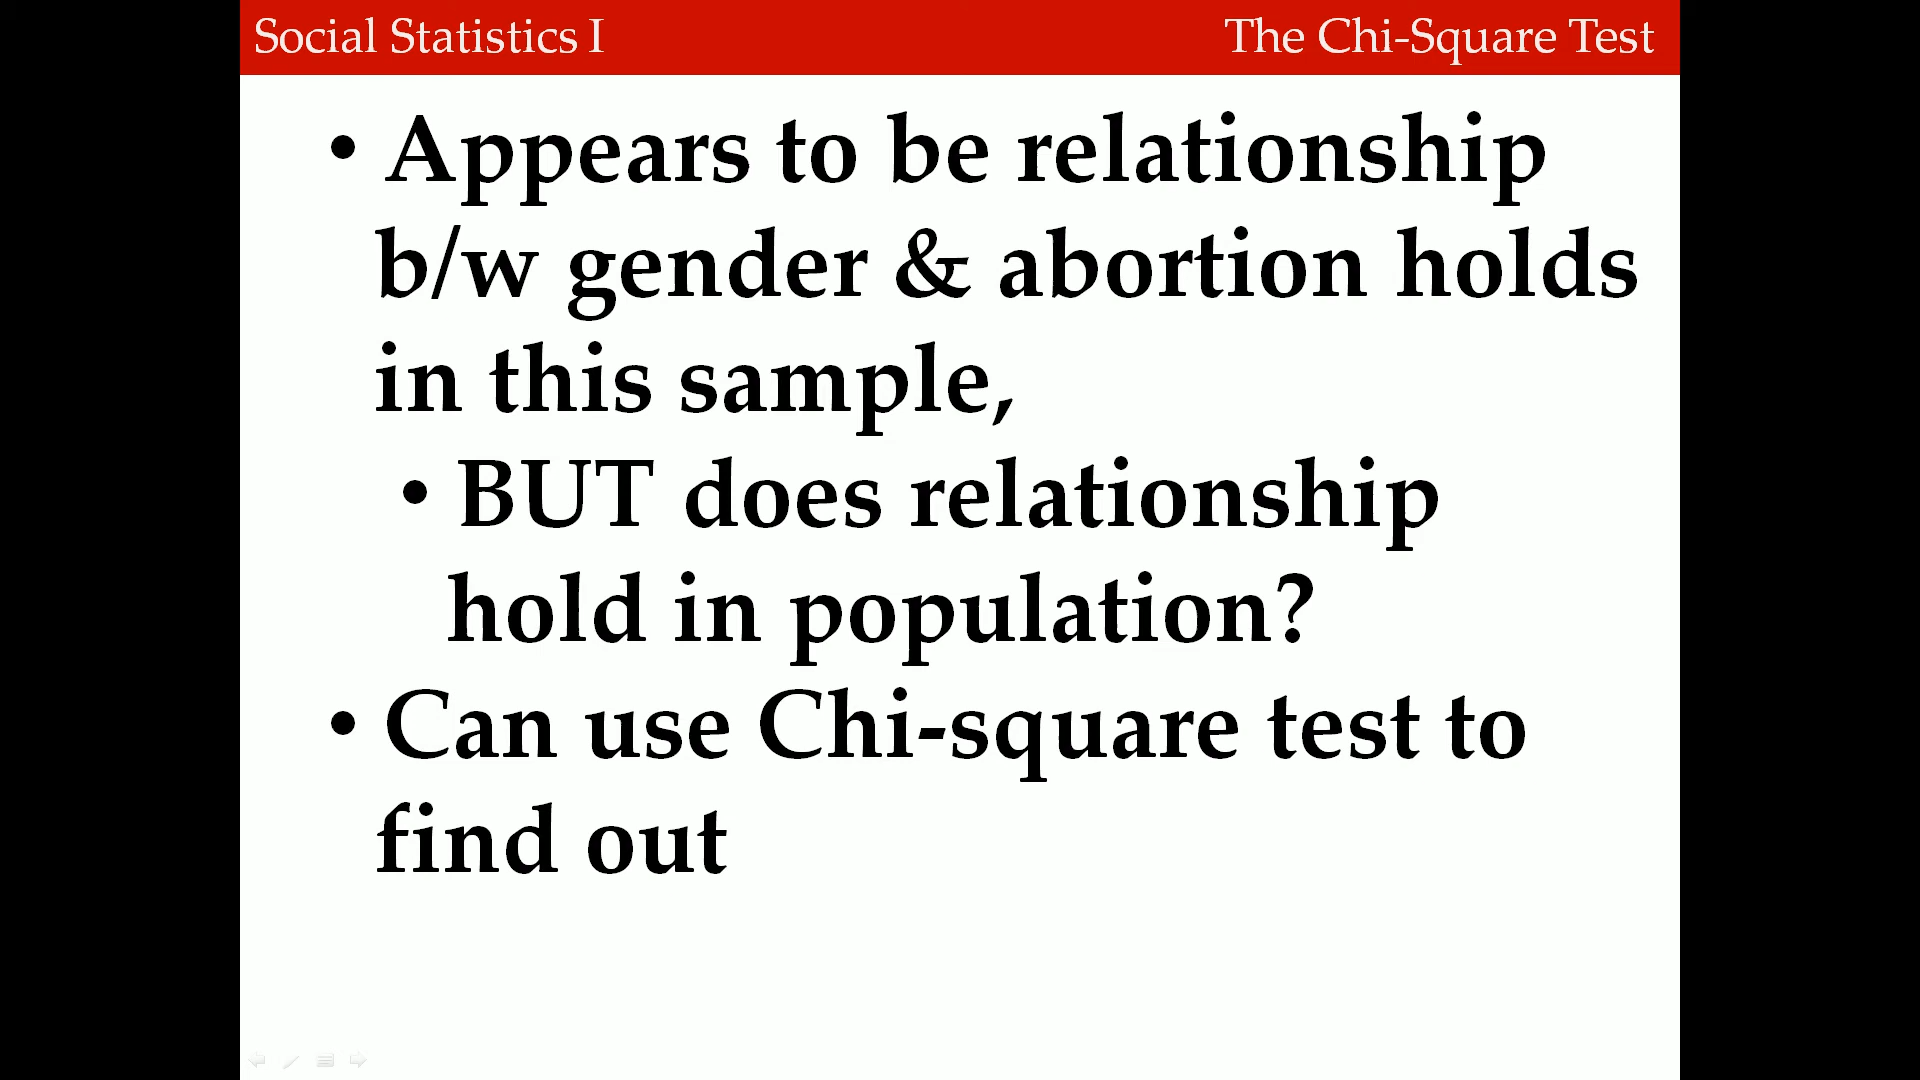 Social Statistics I
The Chi-Square Test
• Appears to be relationship
b/w gender & abortion holds
in this sample,
• BUT does relationship
hold in population?
• Can use Chi-square test to
find out